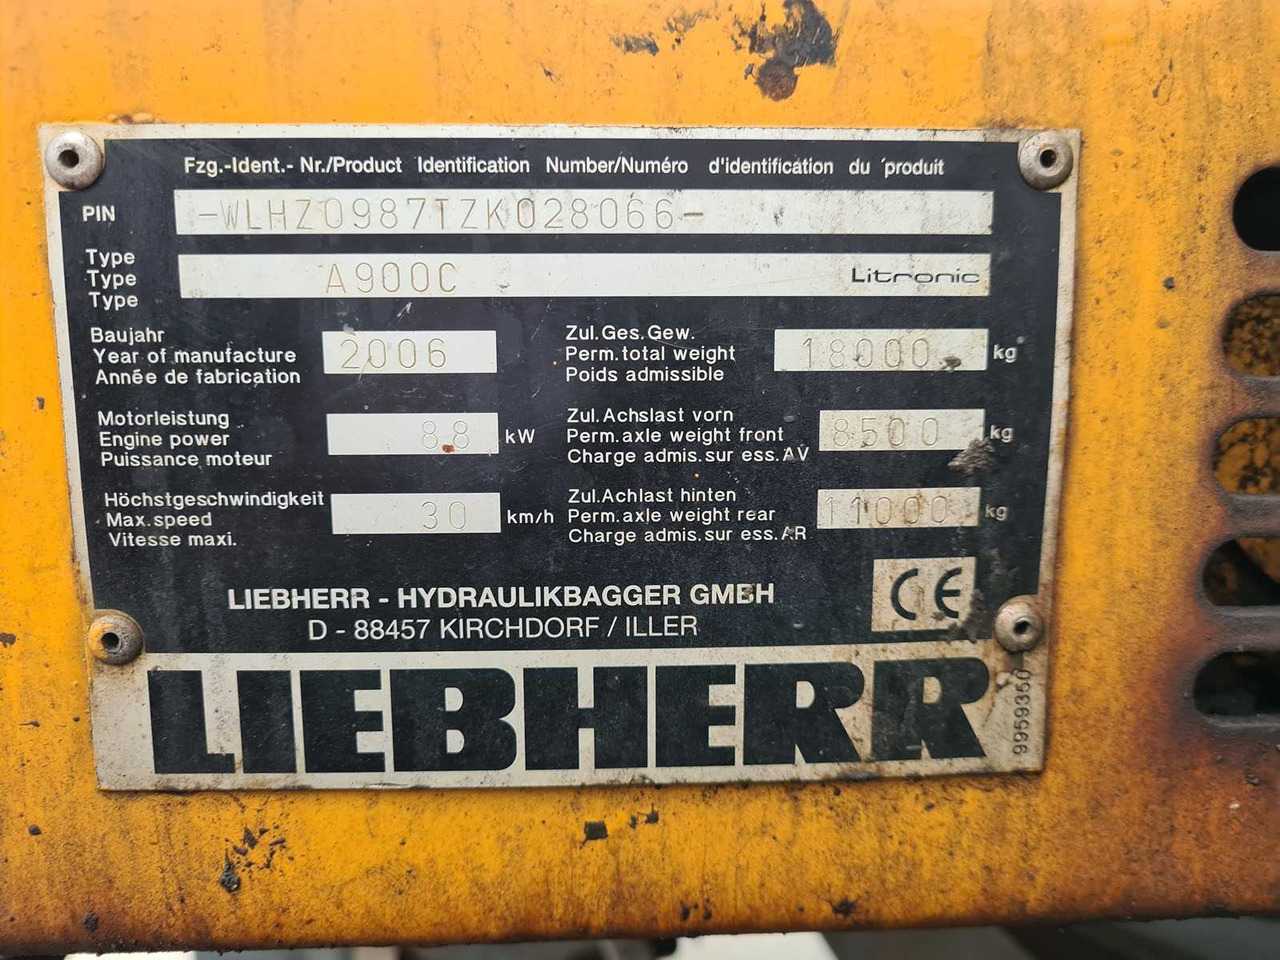 Fzg.-Ident.- Nr./Product Identification Number/Numéro d'identification du produit
PIN -WLHZ0987TZK028066-
Type
Type A900C Litronic
Type
Baujahr
Year of manufacture 2006
Année de fabrication
Zul.Ges.Gew.
Perm.total weight 18000 kg
Poids admissible
Motorleistung
Engine power 88 kW
Puissance moteur
Zul.Achslast vorn
Perm.axle weight front 8500 kg
Charge admis.sur ess.AV
Höchstgeschwindigkeit
Max.speed 30 km/h
Vitesse maxi.
Zul.Achlast hinten
Perm.axle weight rear 11000 kg
Charge admis.sur ess.AR
LIEBHERR - HYDRAULIKBAGGER GMBH
D - 88457 KIRCHDORF / ILLER
CE
LIEBHERR
9959350